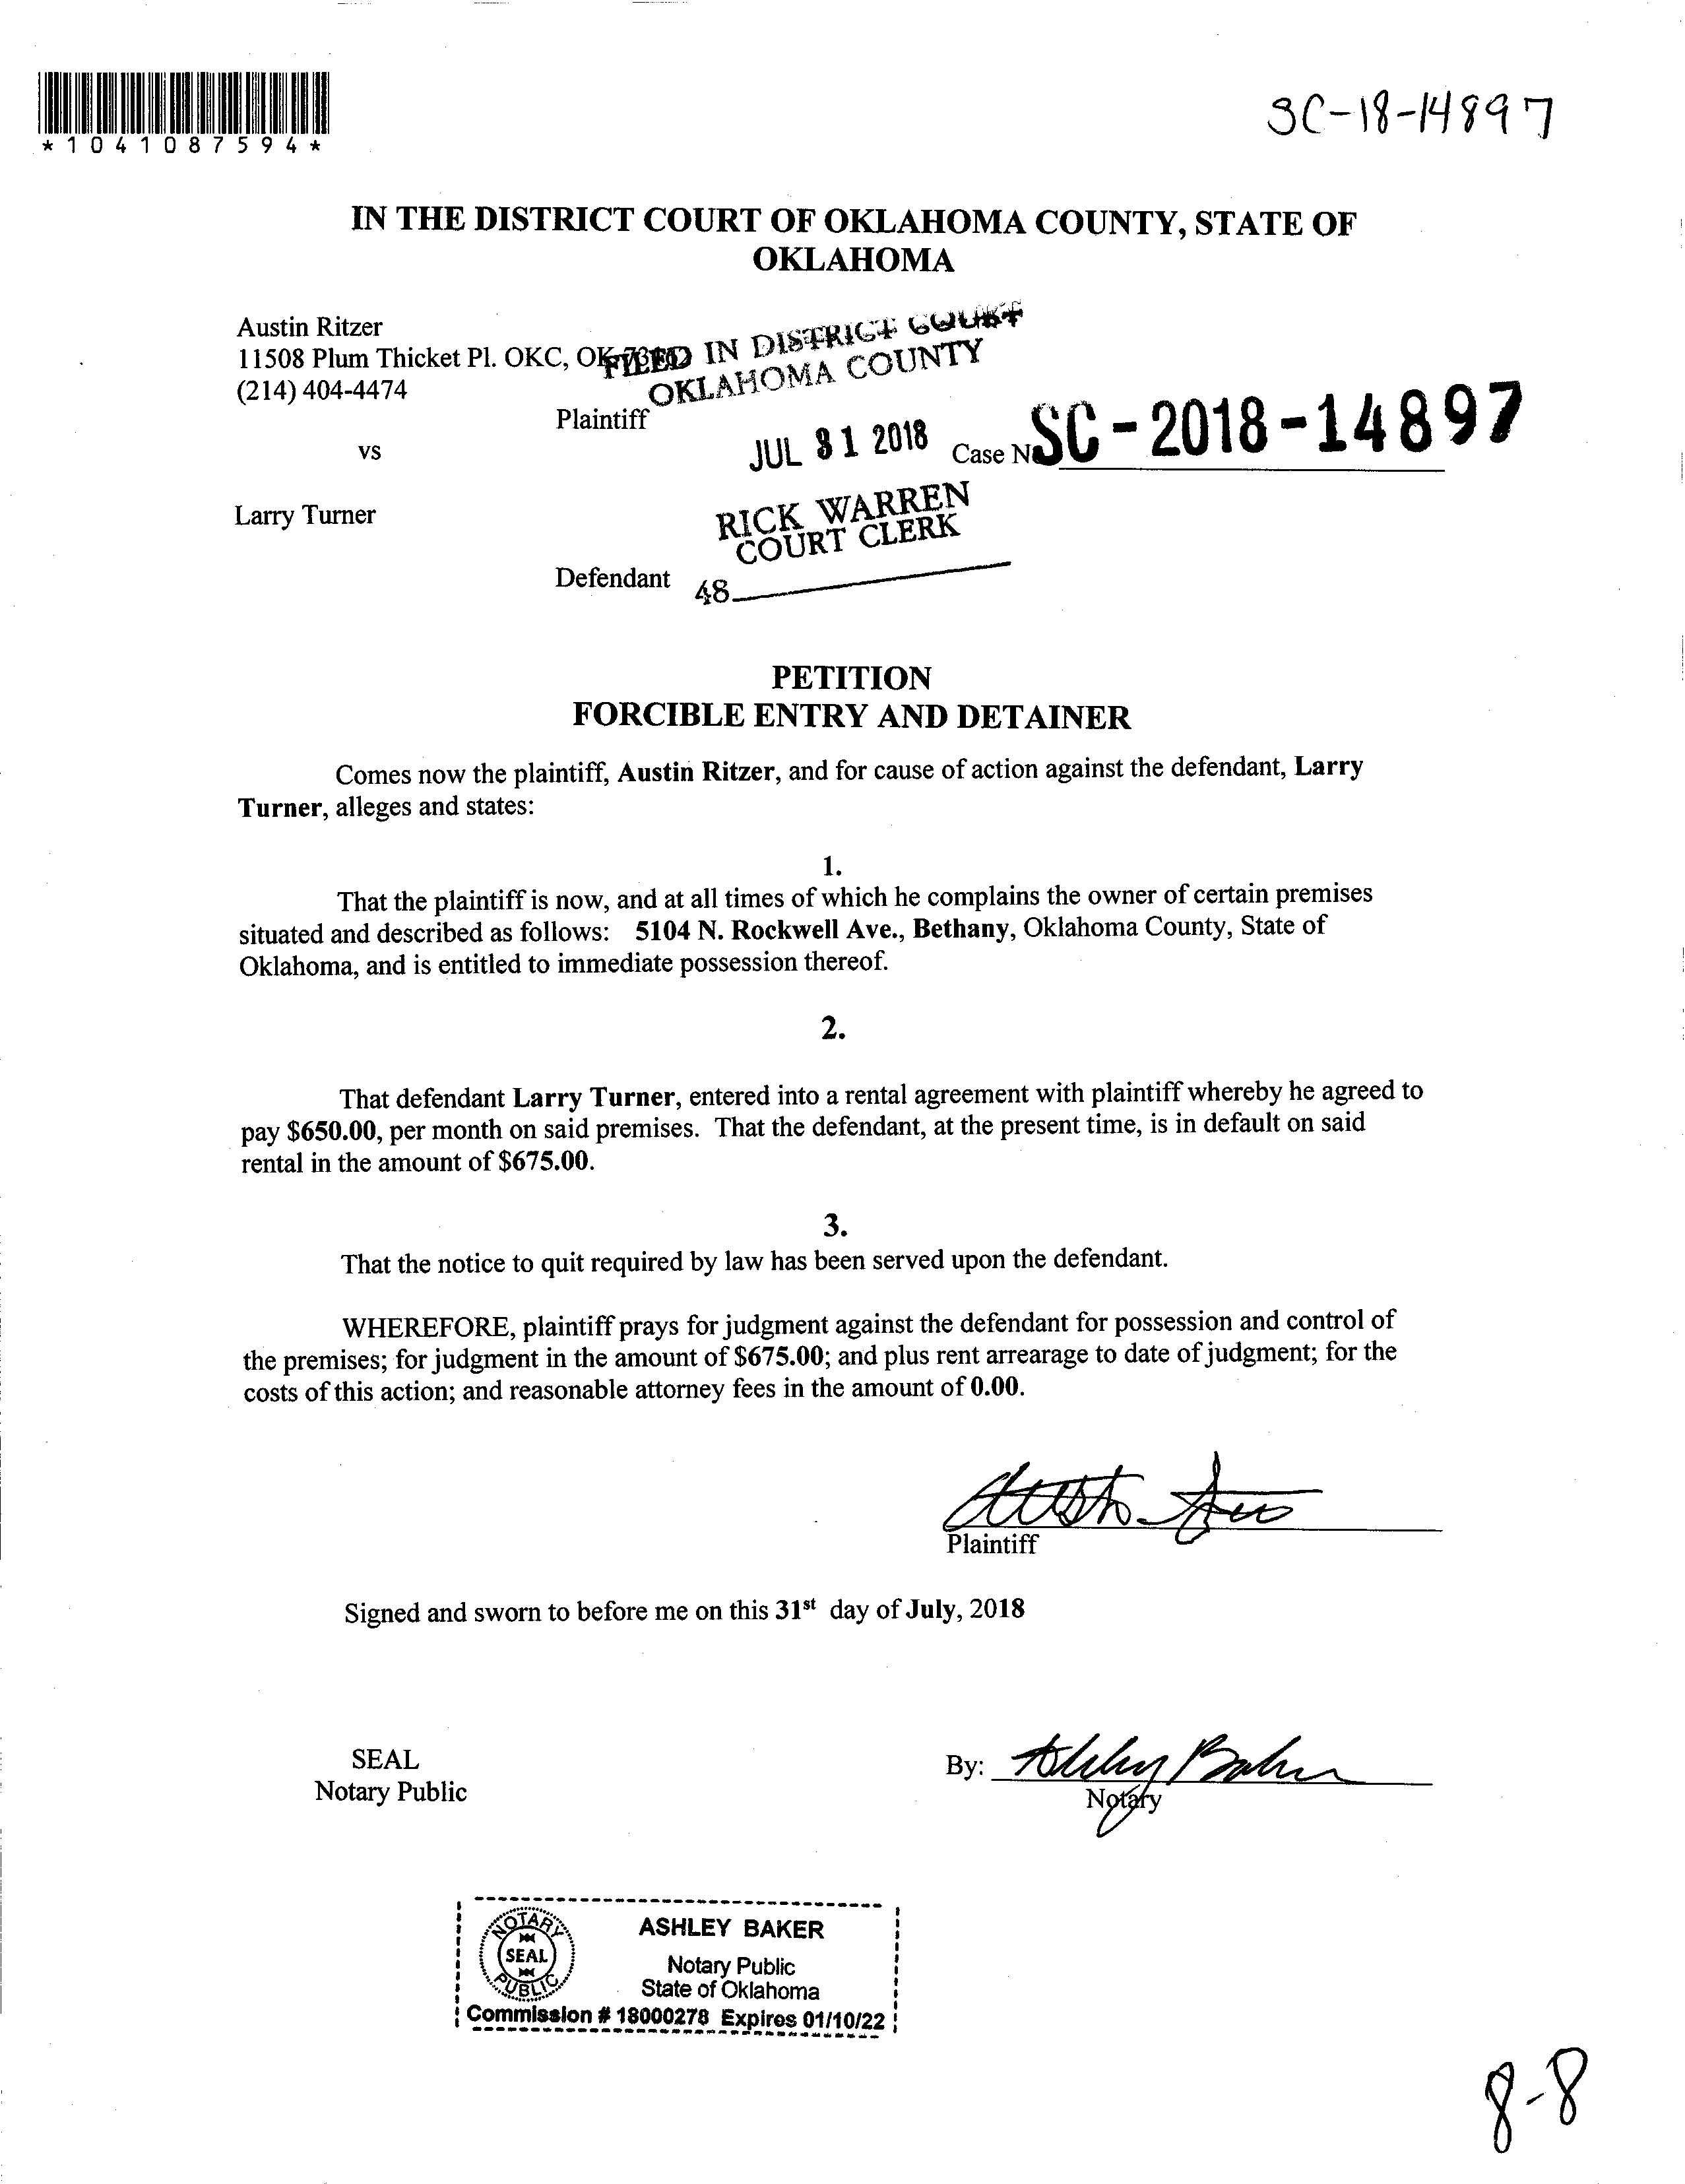 *1041087594*
SC-18-14897
IN THE DISTRICT COURT OF OKLAHOMA COUNTY, STATE OF
OKLAHOMA
Austin Ritzer
11508 Plum Thicket Pl. OKC, OK
(214) 404-4474
FILED IN DISTRICT COURT
OKLAHOMA COUNTY
Plaintiff
vs
JUL 31 2018
Case No
SC-2018-14897
Larry Turner
RICK WARREN
COURT CLERK
Defendant
48
PETITION
FORCIBLE ENTRY AND DETAINER
Comes now the plaintiff, Austin Ritzer, and for cause of action against the defendant, Larry
Turner, alleges and states:
1.
That the plaintiff is now, and at all times of which he complains the owner of certain premises
situated and described as follows: 5104 N. Rockwell Ave., Bethany, Oklahoma County, State of
Oklahoma, and is entitled to immediate possession thereof.
2.
That defendant Larry Turner, entered into a rental agreement with plaintiff whereby he agreed to
pay $650.00, per month on said premises. That the defendant, at the present time, is in default on said
rental in the amount of $675.00.
3.
That the notice to quit required by law has been served upon the defendant.
WHEREFORE, plaintiff prays for judgment against the defendant for possession and control of
the premises; for judgment in the amount of $675.00; and plus rent arrearage to date of judgment; for the
costs of this action; and reasonable attorney fees in the amount of 0.00.
Plaintiff
Signed and sworn to before me on this 31st day of July, 2018
SEAL
Notary Public
By: Ashley Baker
Notary
NOTARY
SEAL
PUBLIC
ASHLEY BAKER
Notary Public
State of Oklahoma
Commission # 18000278 Expires 01/10/22
8-8